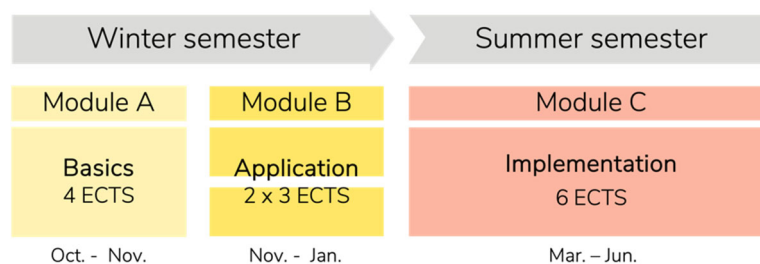 Winter semester
Summer semester
Module A
Module B
Module C
Basics
4 ECTS
Application
2 x 3 ECTS
Implementation
6 ECTS
Oct. - Nov.
Nov. - Jan.
Mar. – Jun.